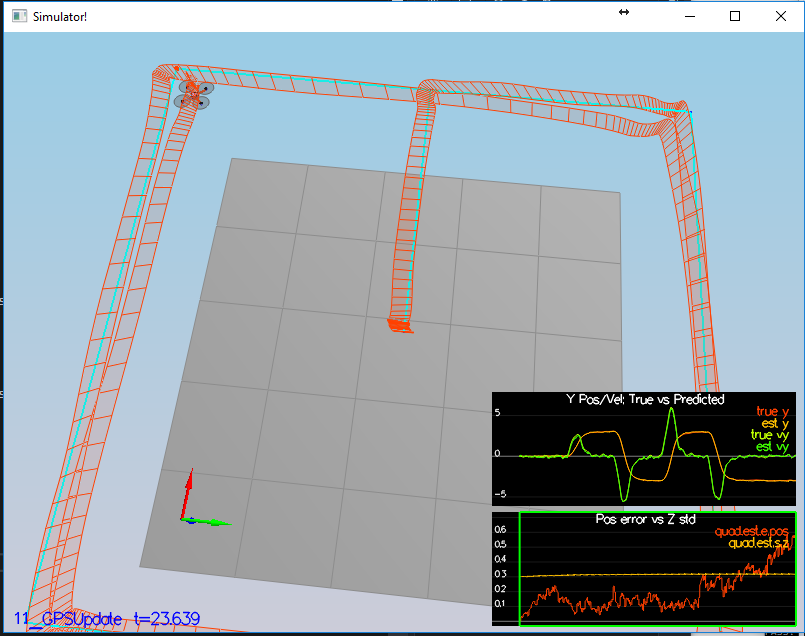 Simulator!
Y Pos/Vel; True vs Predicted
5
true y
est y
true vy
est vy
0
-5
Pos error vs Z std
0.6
quad.est.e.pos
quad.est.s.z
0.5
0.4
0.3
0.2
0.1
11_GPSUpdate t=23.639